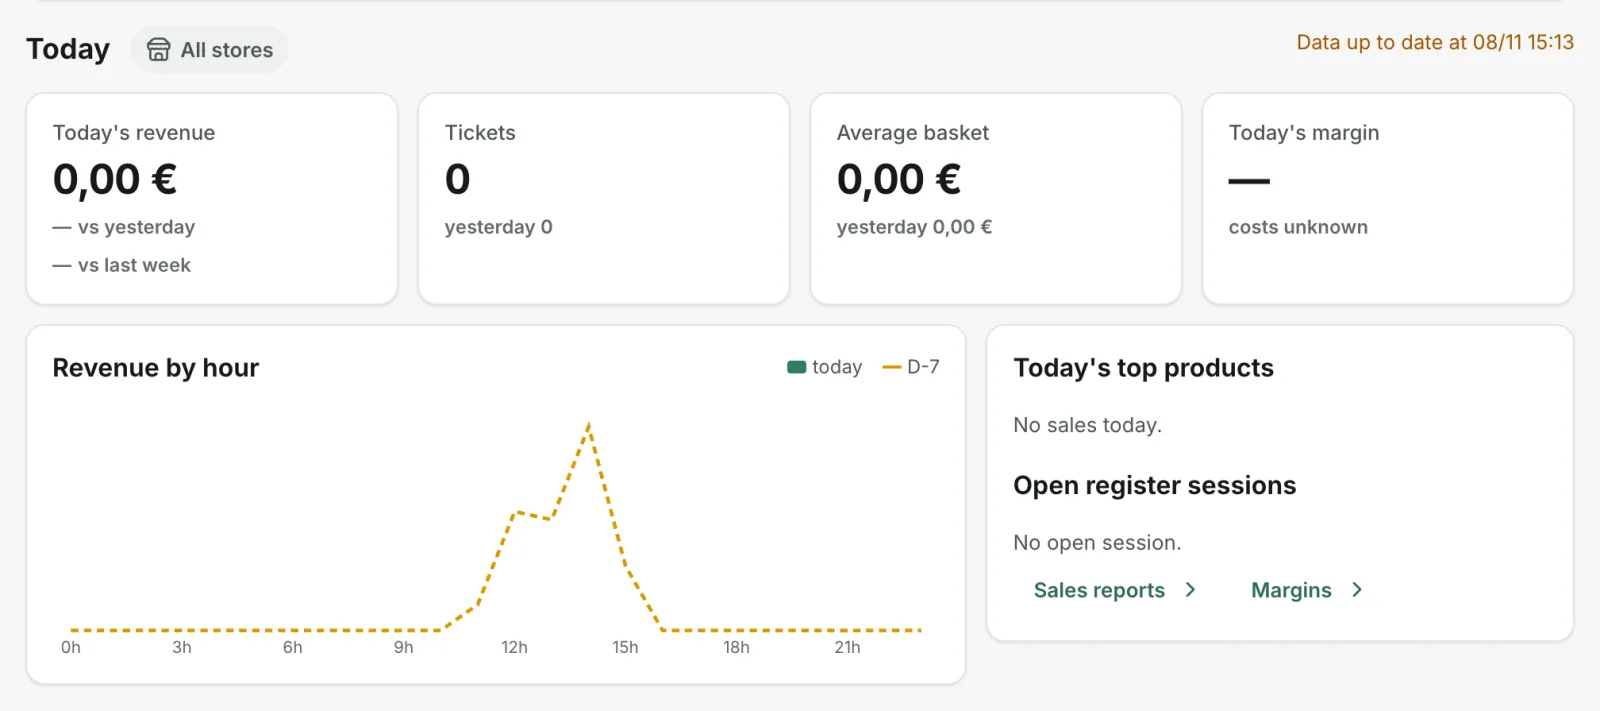 Today
All stores
Data up to date at 08/11 15:13
Today's revenue
0,00 €
— vs yesterday
— vs last week
Tickets
0
yesterday 0
Average basket
0,00 €
yesterday 0,00 €
Today's margin
—
costs unknown
Revenue by hour
today
D-7
0h 3h 6h 9h 12h 15h 18h 21h
Today's top products
No sales today.
Open register sessions
No open session.
Sales reports
Margins